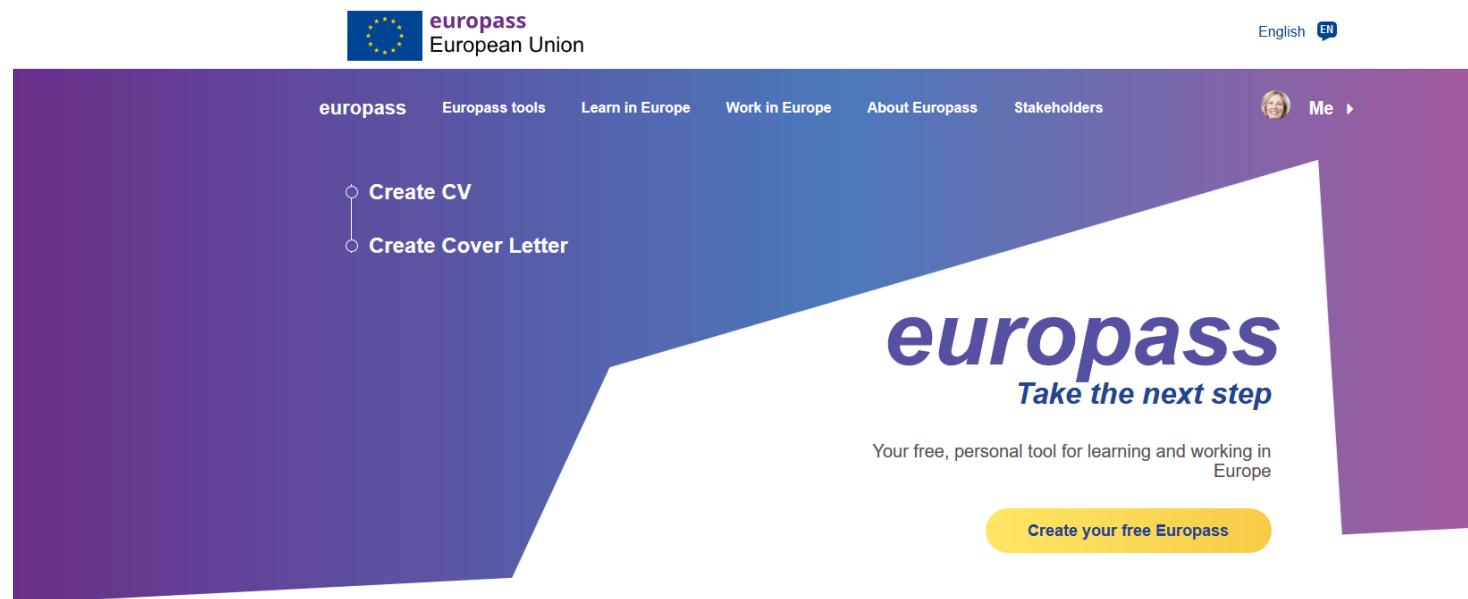 europass
European Union
English EN
europass Europass tools Learn in Europe Work in Europe About Europass Stakeholders Me
Create CV
Create Cover Letter
europass
Take the next step
Your free, personal tool for learning and working in
Europe
Create your free Europass